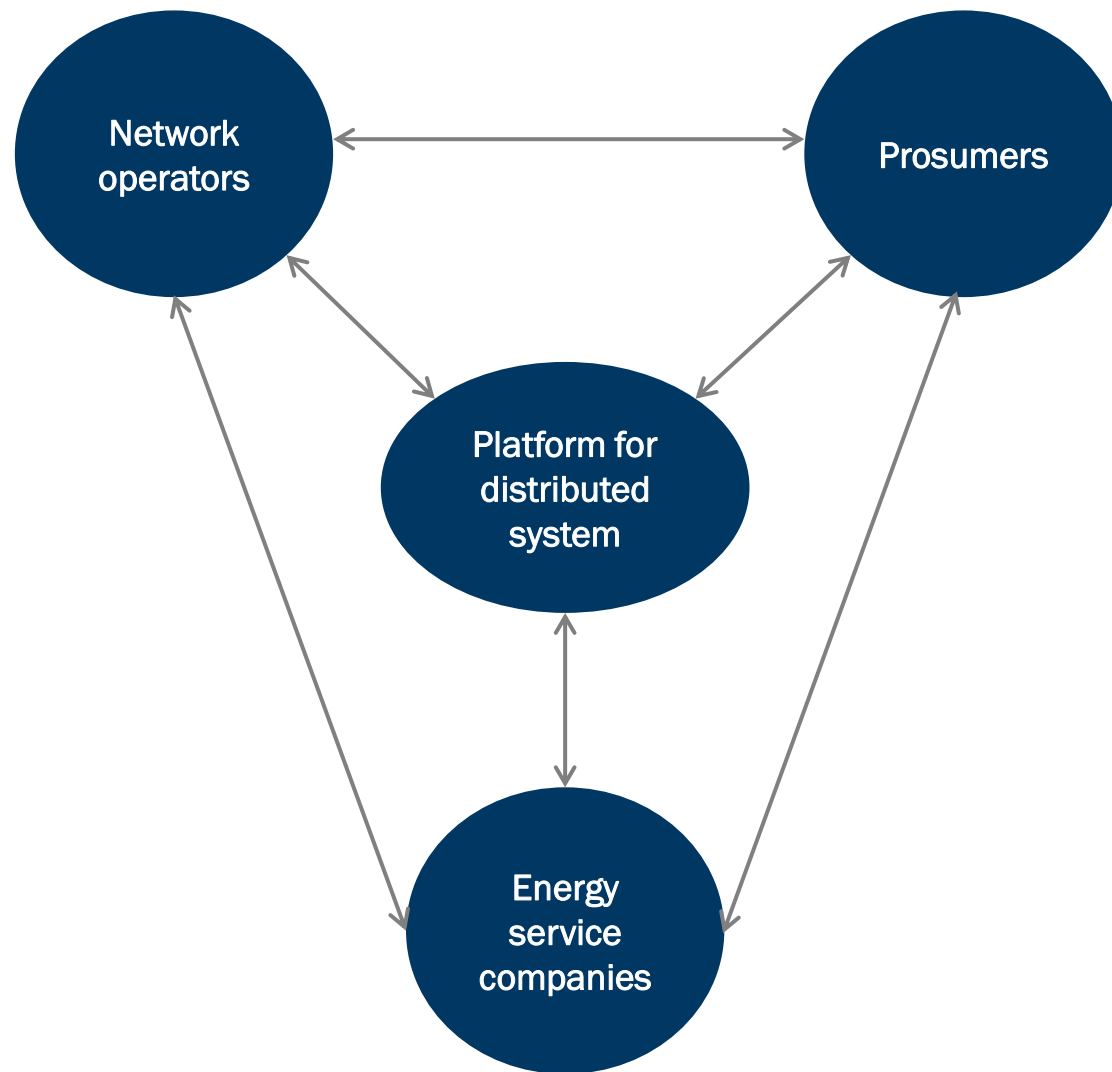 Network
operators
Prosumers
Platform for
distributed
system
Energy
service
companies